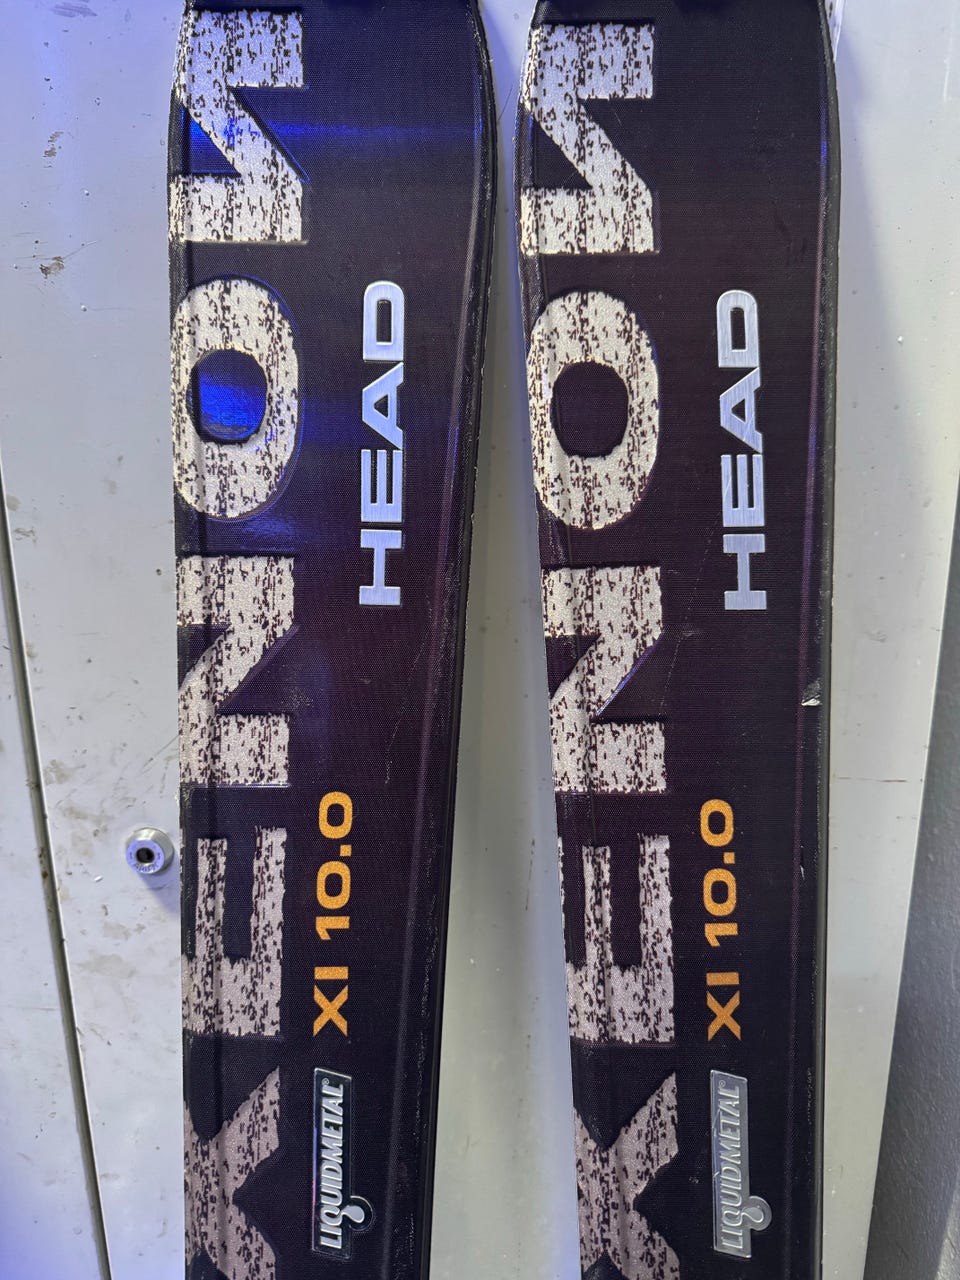 XENON
XI 10.0
LIQUIDMETAL®
HEAD
XENON
XI 10.0
LIQUIDMETAL®
HEAD